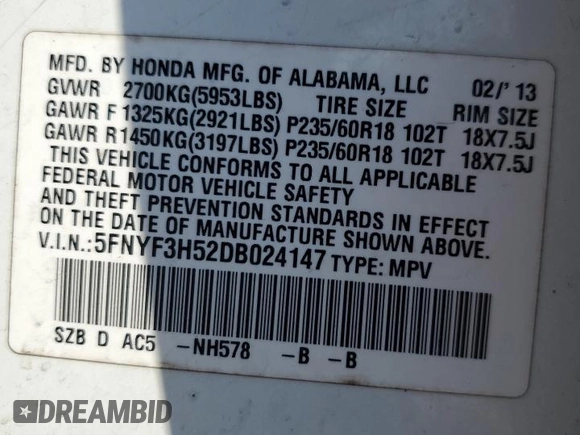 MFD. BY HONDA MFG. OF ALABAMA, LLC 02/'13
GVWR 2700KG(5953LBS) TIRE SIZE RIM SIZE
GAWR F 1325KG(2921LBS) P235/60R18 102T 18X7.5J
GAWR R1450KG(3197LBS) P235/60R18 102T 18X7.5J
THIS VEHICLE CONFORMS TO ALL APPLICABLE
FEDERAL MOTOR VEHICLE SAFETY
AND THEFT PREVENTION STANDARDS IN EFFECT
ON THE DATE OF MANUFACTURE SHOWN ABOVE.
V.I.N.:5FNYF3H52DB024147 TYPE: MPV
SZB D AC5 -NH578 -B -B
DREAMBID